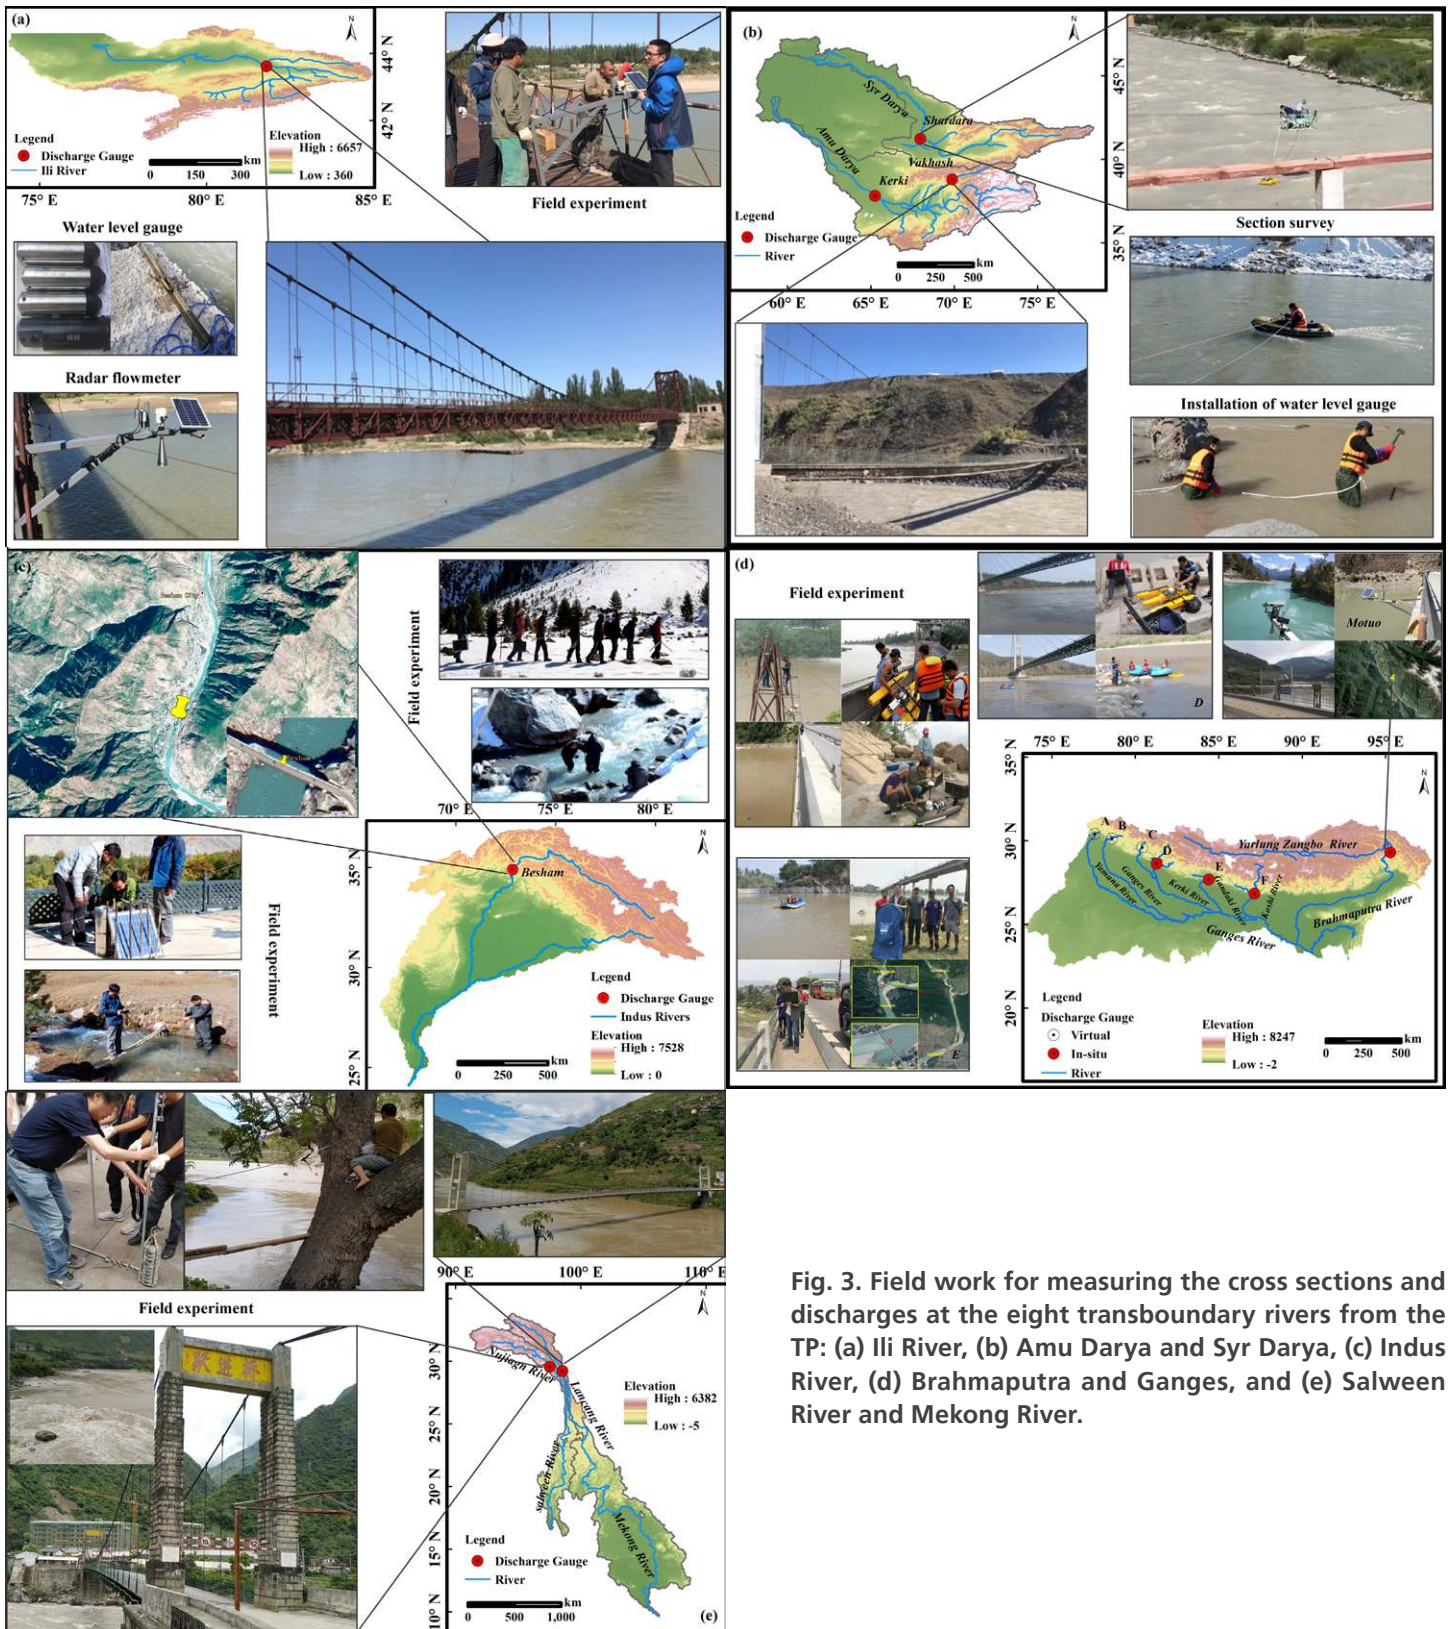 (a)
N
44° N
42° N
Legend
Discharge Gauge
Ili River
km
0 150 300
Elevation
High : 6657
Low : 360
75° E 80° E 85° E
Field experiment
Water level gauge
Radar flowmeter
(b)
N
Syr Darya
Shardara
Amu Darya
Vakhash
Kerki
45° N
40° N
35° N
Legend
Discharge Gauge
River
km
0 250 500
60° E 65° E 70° E 75° E
Section survey
Installation of water level gauge
(c)
Besham City
Field experiment
Field experiment
70° E 75° E 80° E
N
Besham
35° N
30° N
25° N
Legend
Discharge Gauge
Indus Rivers
Elevation
High : 7528
Low : 0
km
0 250 500
(d)
Field experiment
D
Motuo
E
75° E 80° E 85° E 90° E 95° E
35° N
30° N
25° N
20° N
N
A
B
C
D
E
F
Yarlung Zangbo River
Yamuna River
Ganges River
Kerki River
Gandaki River
Koshi River
Brahmaputra River
Ganges River
Legend
Discharge Gauge
Virtual
In-situ
River
Elevation
High : 8247
Low : -2
km
0 250 500
Field experiment
跃进桥
15
12
90° E 100° E 110° E
N
30° N
25° N
20° N
15° N
10° N
Nujiagn River
Lancang River
salween River
Mekong River
Elevation
High : 6382
Low : -5
Legend
Discharge Gauge
River
km
0 500 1,000
(e)
Fig. 3. Field work for measuring the cross sections and
discharges at the eight transboundary rivers from the
TP: (a) Ili River, (b) Amu Darya and Syr Darya, (c) Indus
River, (d) Brahmaputra and Ganges, and (e) Salween
River and Mekong River.